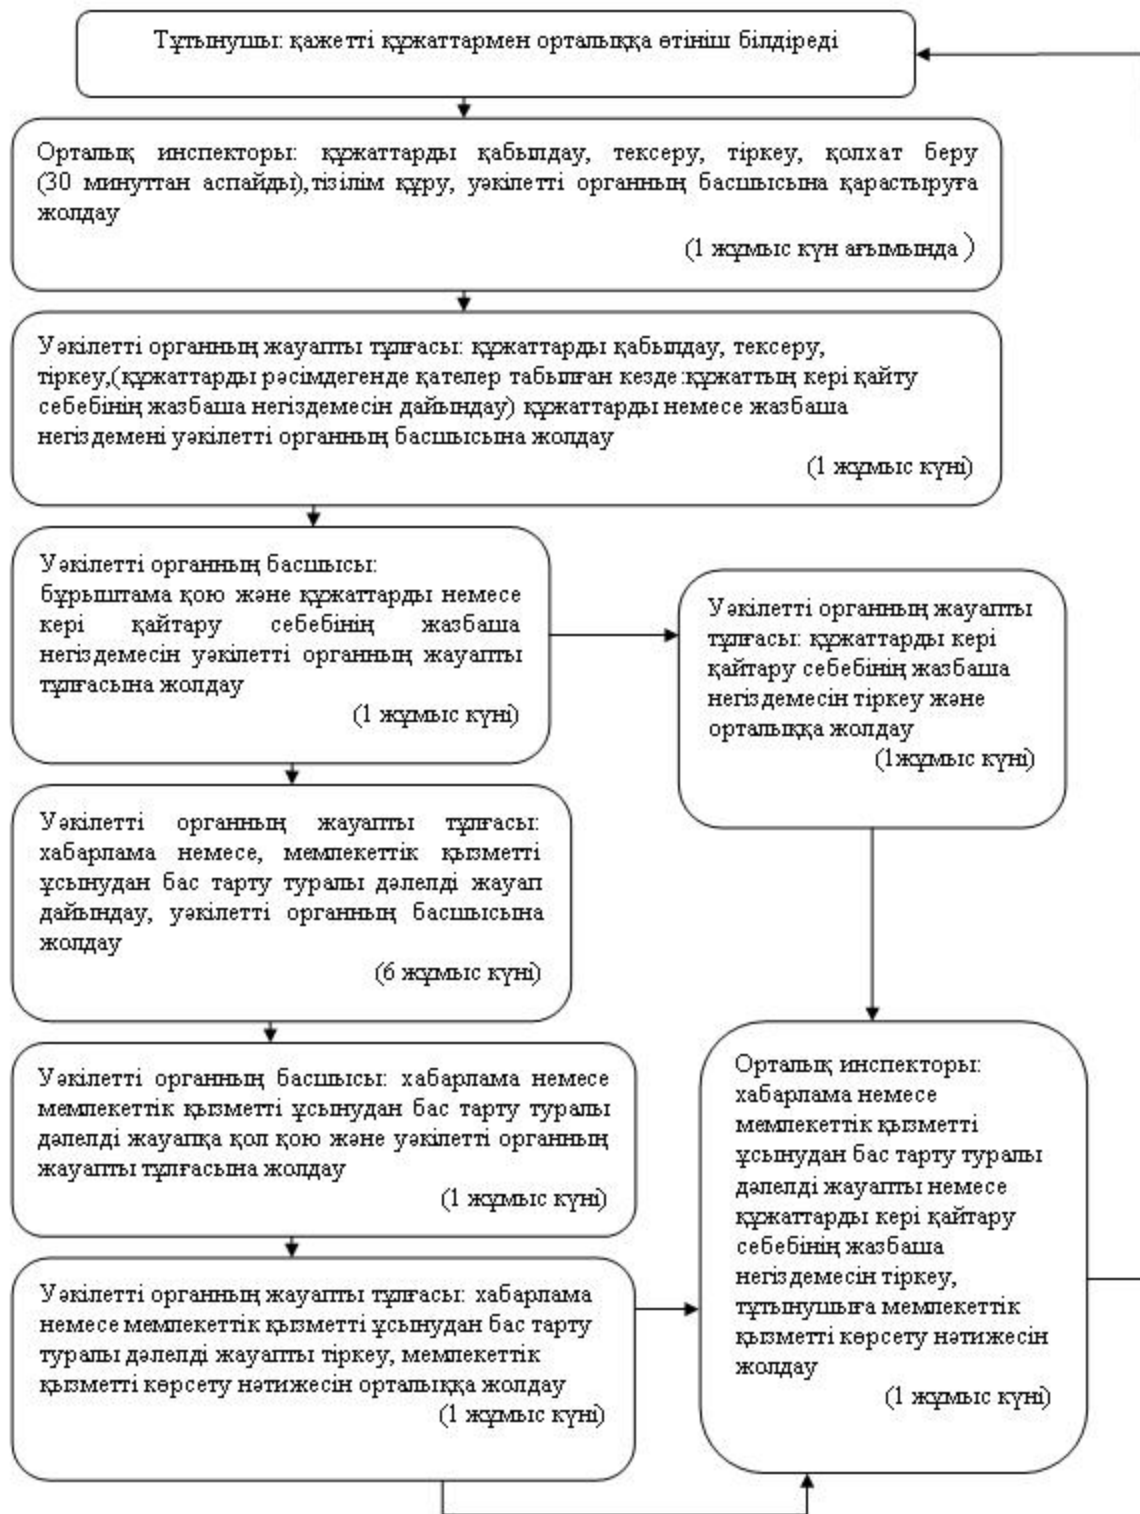 Тұтынушы: қажетті құжаттармен орталыққа өтініш білдіреді
Орталық инспекторы: құжаттарды қабылдау, тексеру, тіркеу, қолхат беру
(30 минуттан аспайды),тізілім құру, уәкілетті органның басшысына қарастыруға
жолдау
(1 жұмыс күн ағымында )
Уәкілетті органның жауапты тұлғасы: құжаттарды қабылдау, тексеру,
тіркеу,(құжаттарды рәсімдегенде қателер табылған кезде:құжаттың кері қайту
себебінің жазбаша негіздемесін дайындау) құжаттарды немесе жазбаша
негіздемені уәкілетті органның басшысына жолдау
(1 жұмыс күні)
Уәкілетті органның басшысы:
бұрыштама қою және құжаттарды немесе
кері қайтару себебінің жазбаша
негіздемесін уәкілетті органның жауапты
тұлғасына жолдау
(1 жұмыс күні)
Уәкілетті органның жауапты
тұлғасы: құжаттарды кері
қайтару себебінің жазбаша
негіздемесін тіркеу және
орталыққа жолдау
(1жұмыс күні)
Уәкілетті органның жауапты тұлғасы:
хабарлама немесе, мемлекеттік қызметті
ұсынудан бас тарту туралы дәлелді жауап
дайындау, уәкілетті органның басшысына
жолдау
(6 жұмыс күні)
Уәкілетті органның басшысы: хабарлама немесе
мемлекеттік қызметті ұсынудан бас тарту туралы
дәлелді жауапқа қол қою және уәкілетті органның
жауапты тұлғасына жолдау
(1 жұмыс күні)
Уәкілетті органның жауапты тұлғасы: хабарлама
немесе мемлекеттік қызметті ұсынудан бас тарту
туралы дәлелді жауапты тіркеу, мемлекеттік
қызметті көрсету нәтижесін орталыққа жолдау
(1 жұмыс күні)
Орталық инспекторы:
хабарлама немесе
мемлекеттік қызметті
ұсынудан бас тарту туралы
дәлелді жауапты немесе
құжаттарды кері қайтару
себебінің жазбаша
негіздемесін тіркеу,
тұтынушыға мемлекеттік
қызметті көрсету нәтижесін
жолдау
(1 жұмыс күні)